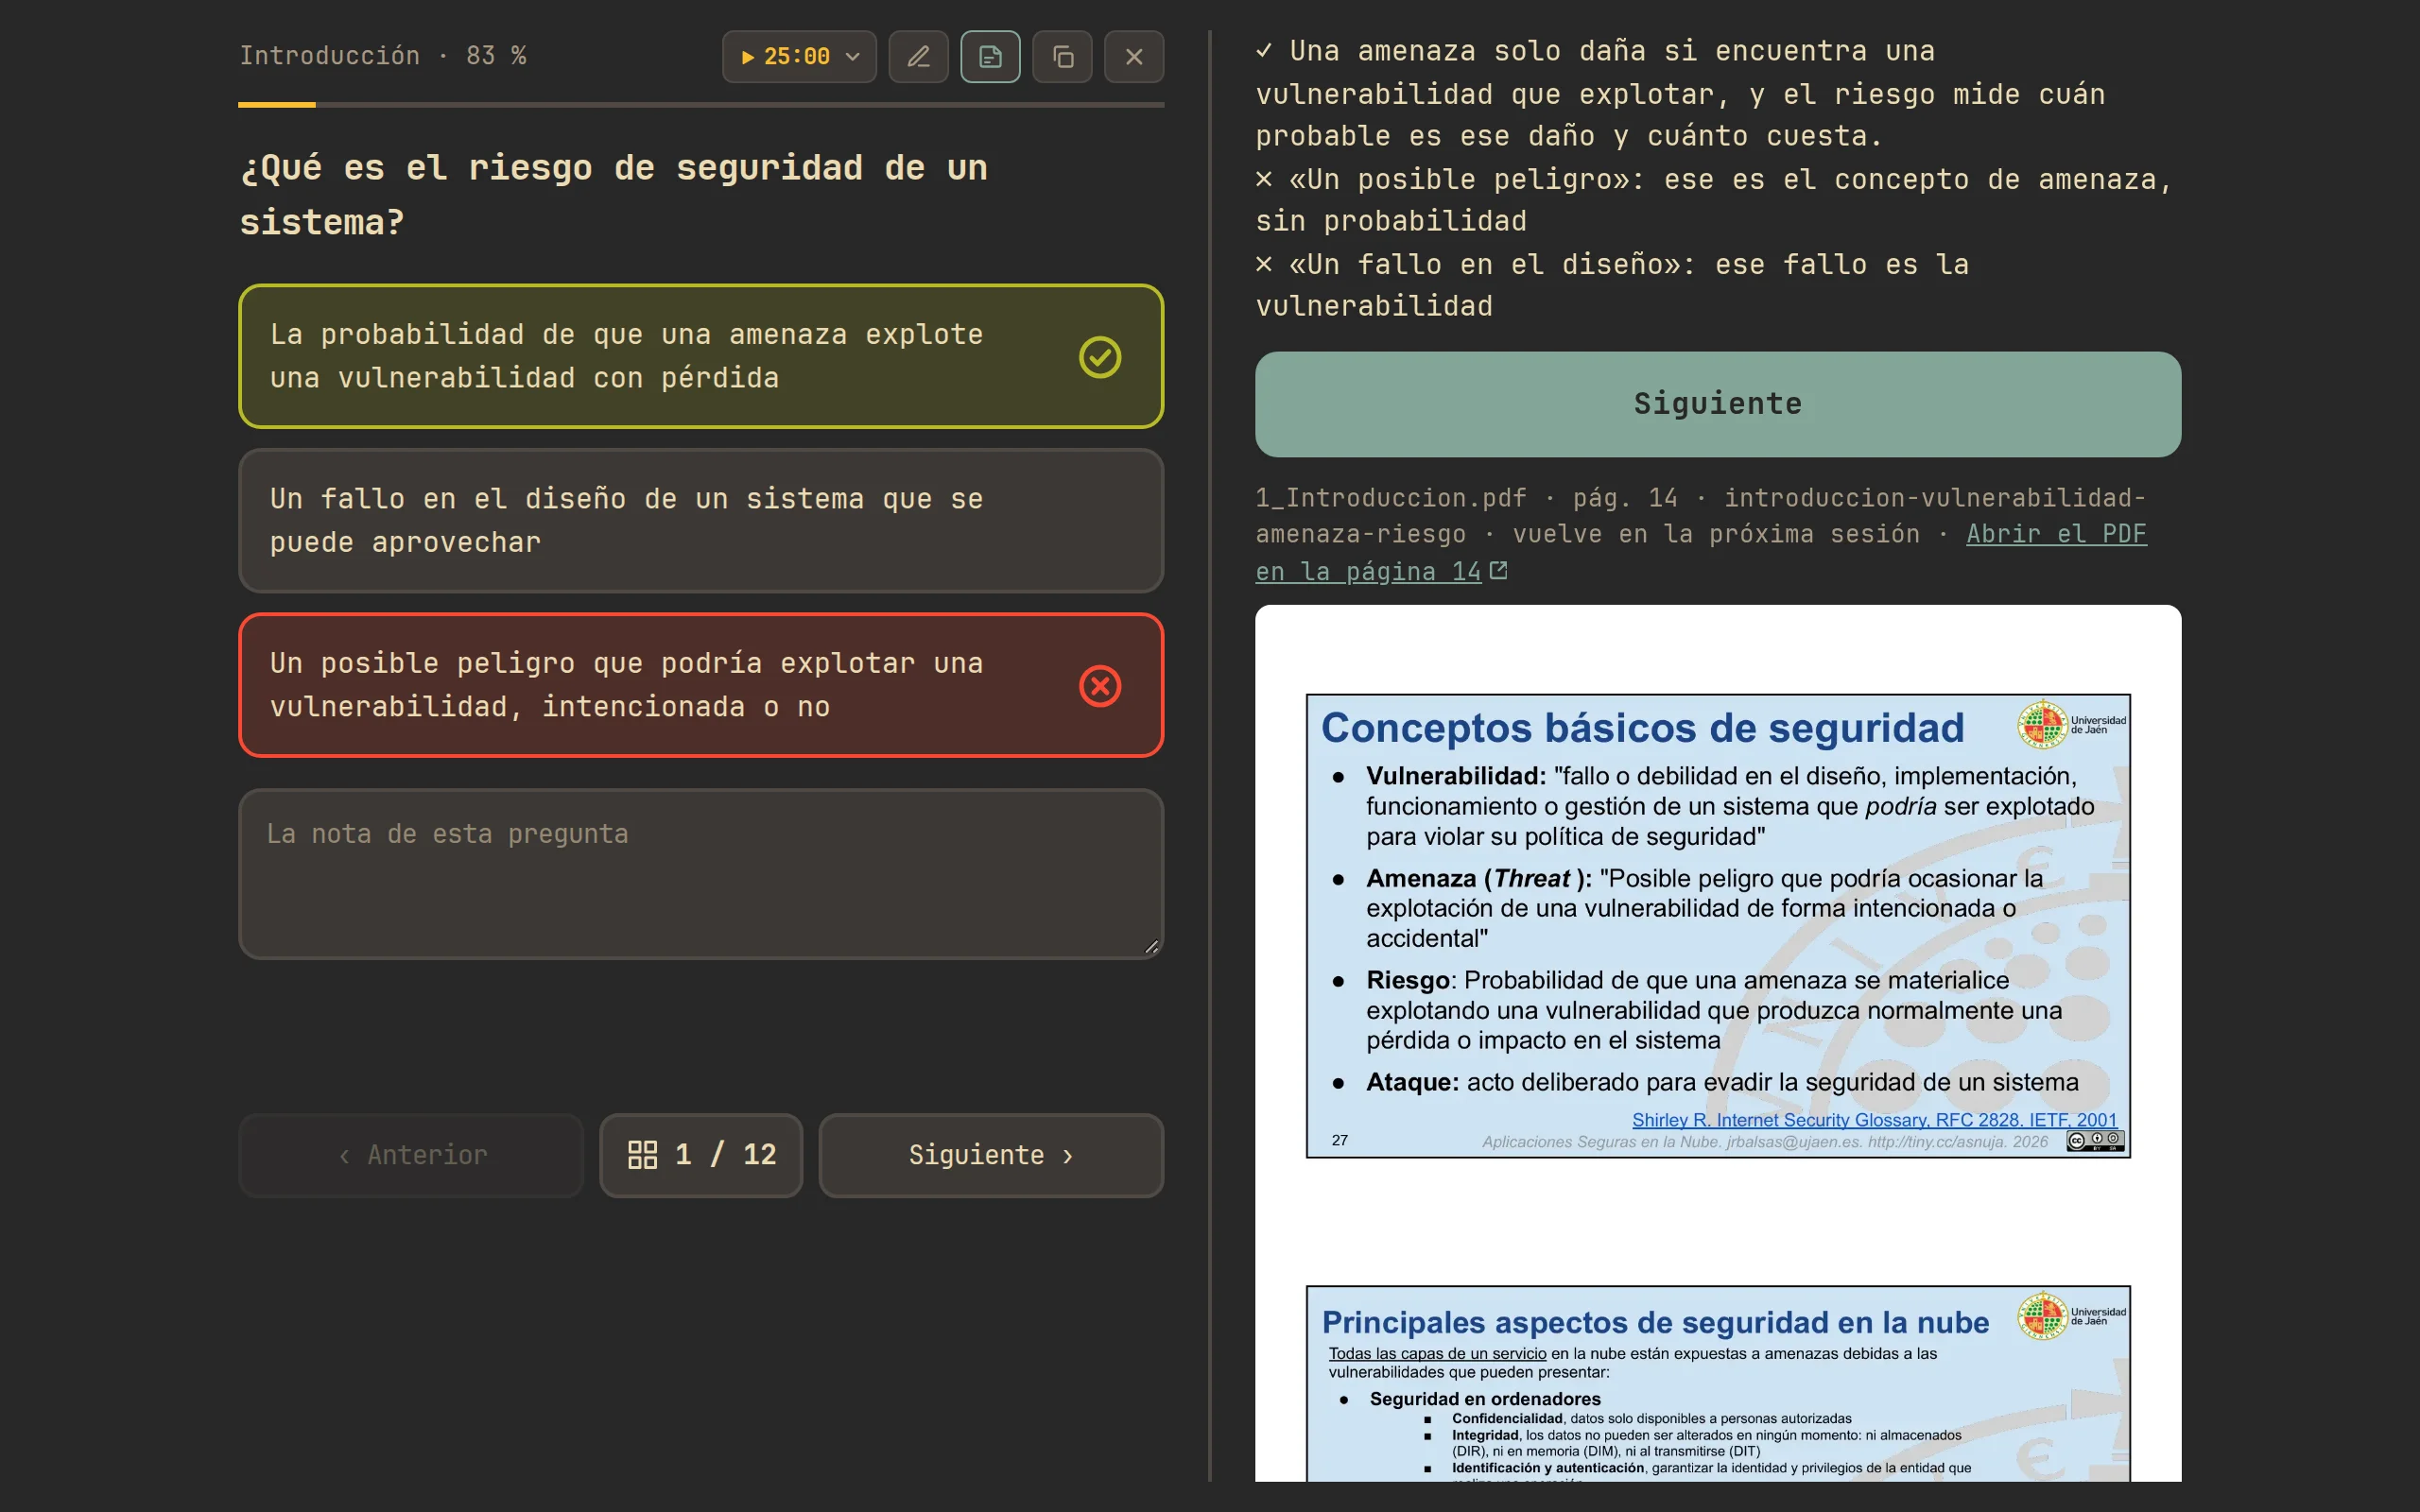 Introducción · 83 %
25:00
¿Qué es el riesgo de seguridad de un
sistema?
La probabilidad de que una amenaza explote
una vulnerabilidad con pérdida
Un fallo en el diseño de un sistema que se
puede aprovechar
Un posible peligro que podría explotar una
vulnerabilidad, intencionada o no
La nota de esta pregunta
‹ Anterior
1 / 12
Siguiente ›
✓ Una amenaza solo daña si encuentra una
vulnerabilidad que explotar, y el riesgo mide cuán
probable es ese daño y cuánto cuesta.
✕ «Un posible peligro»: ese es el concepto de amenaza,
sin probabilidad
✕ «Un fallo en el diseño»: ese fallo es la
vulnerabilidad
Siguiente
1_Introduccion.pdf · pág. 14 · introduccion-vulnerabilidad-
amenaza-riesgo · vuelve en la próxima sesión · Abrir el PDF
en la página 14
Conceptos básicos de seguridad
Universidad
de Jaén
● Vulnerabilidad: "fallo o debilidad en el diseño, implementación,
funcionamiento o gestión de un sistema que podría ser explotado
para violar su política de seguridad"
● Amenaza (Threat ): "Posible peligro que podría ocasionar la
explotación de una vulnerabilidad de forma intencionada o
accidental"
● Riesgo: Probabilidad de que una amenaza se materialice
explotando una vulnerabilidad que produzca normalmente una
pérdida o impacto en el sistema
● Ataque: acto deliberado para evadir la seguridad de un sistema
Shirley R. Internet Security Glossary, RFC 2828. IETF. 2001
27
Aplicaciones Seguras en la Nube. jrbalsas@ujaen.es. http://tiny.cc/asnuja. 2026
Principales aspectos de seguridad en la nube
Universidad
de Jaén
Todas las capas de un servicio en la nube están expuestas a amenazas debidas a las
vulnerabilidades que pueden presentar:
● Seguridad en ordenadores
■ Confidencialidad, datos solo disponibles a personas autorizadas
■ Integridad, los datos no pueden ser alterados en ningún momento: ni almacenados
(DIR), ni en memoria (DIM), ni al transmitirse (DIT)
■ Identificación y autenticación, garantizar la identidad y privilegios de la entidad que